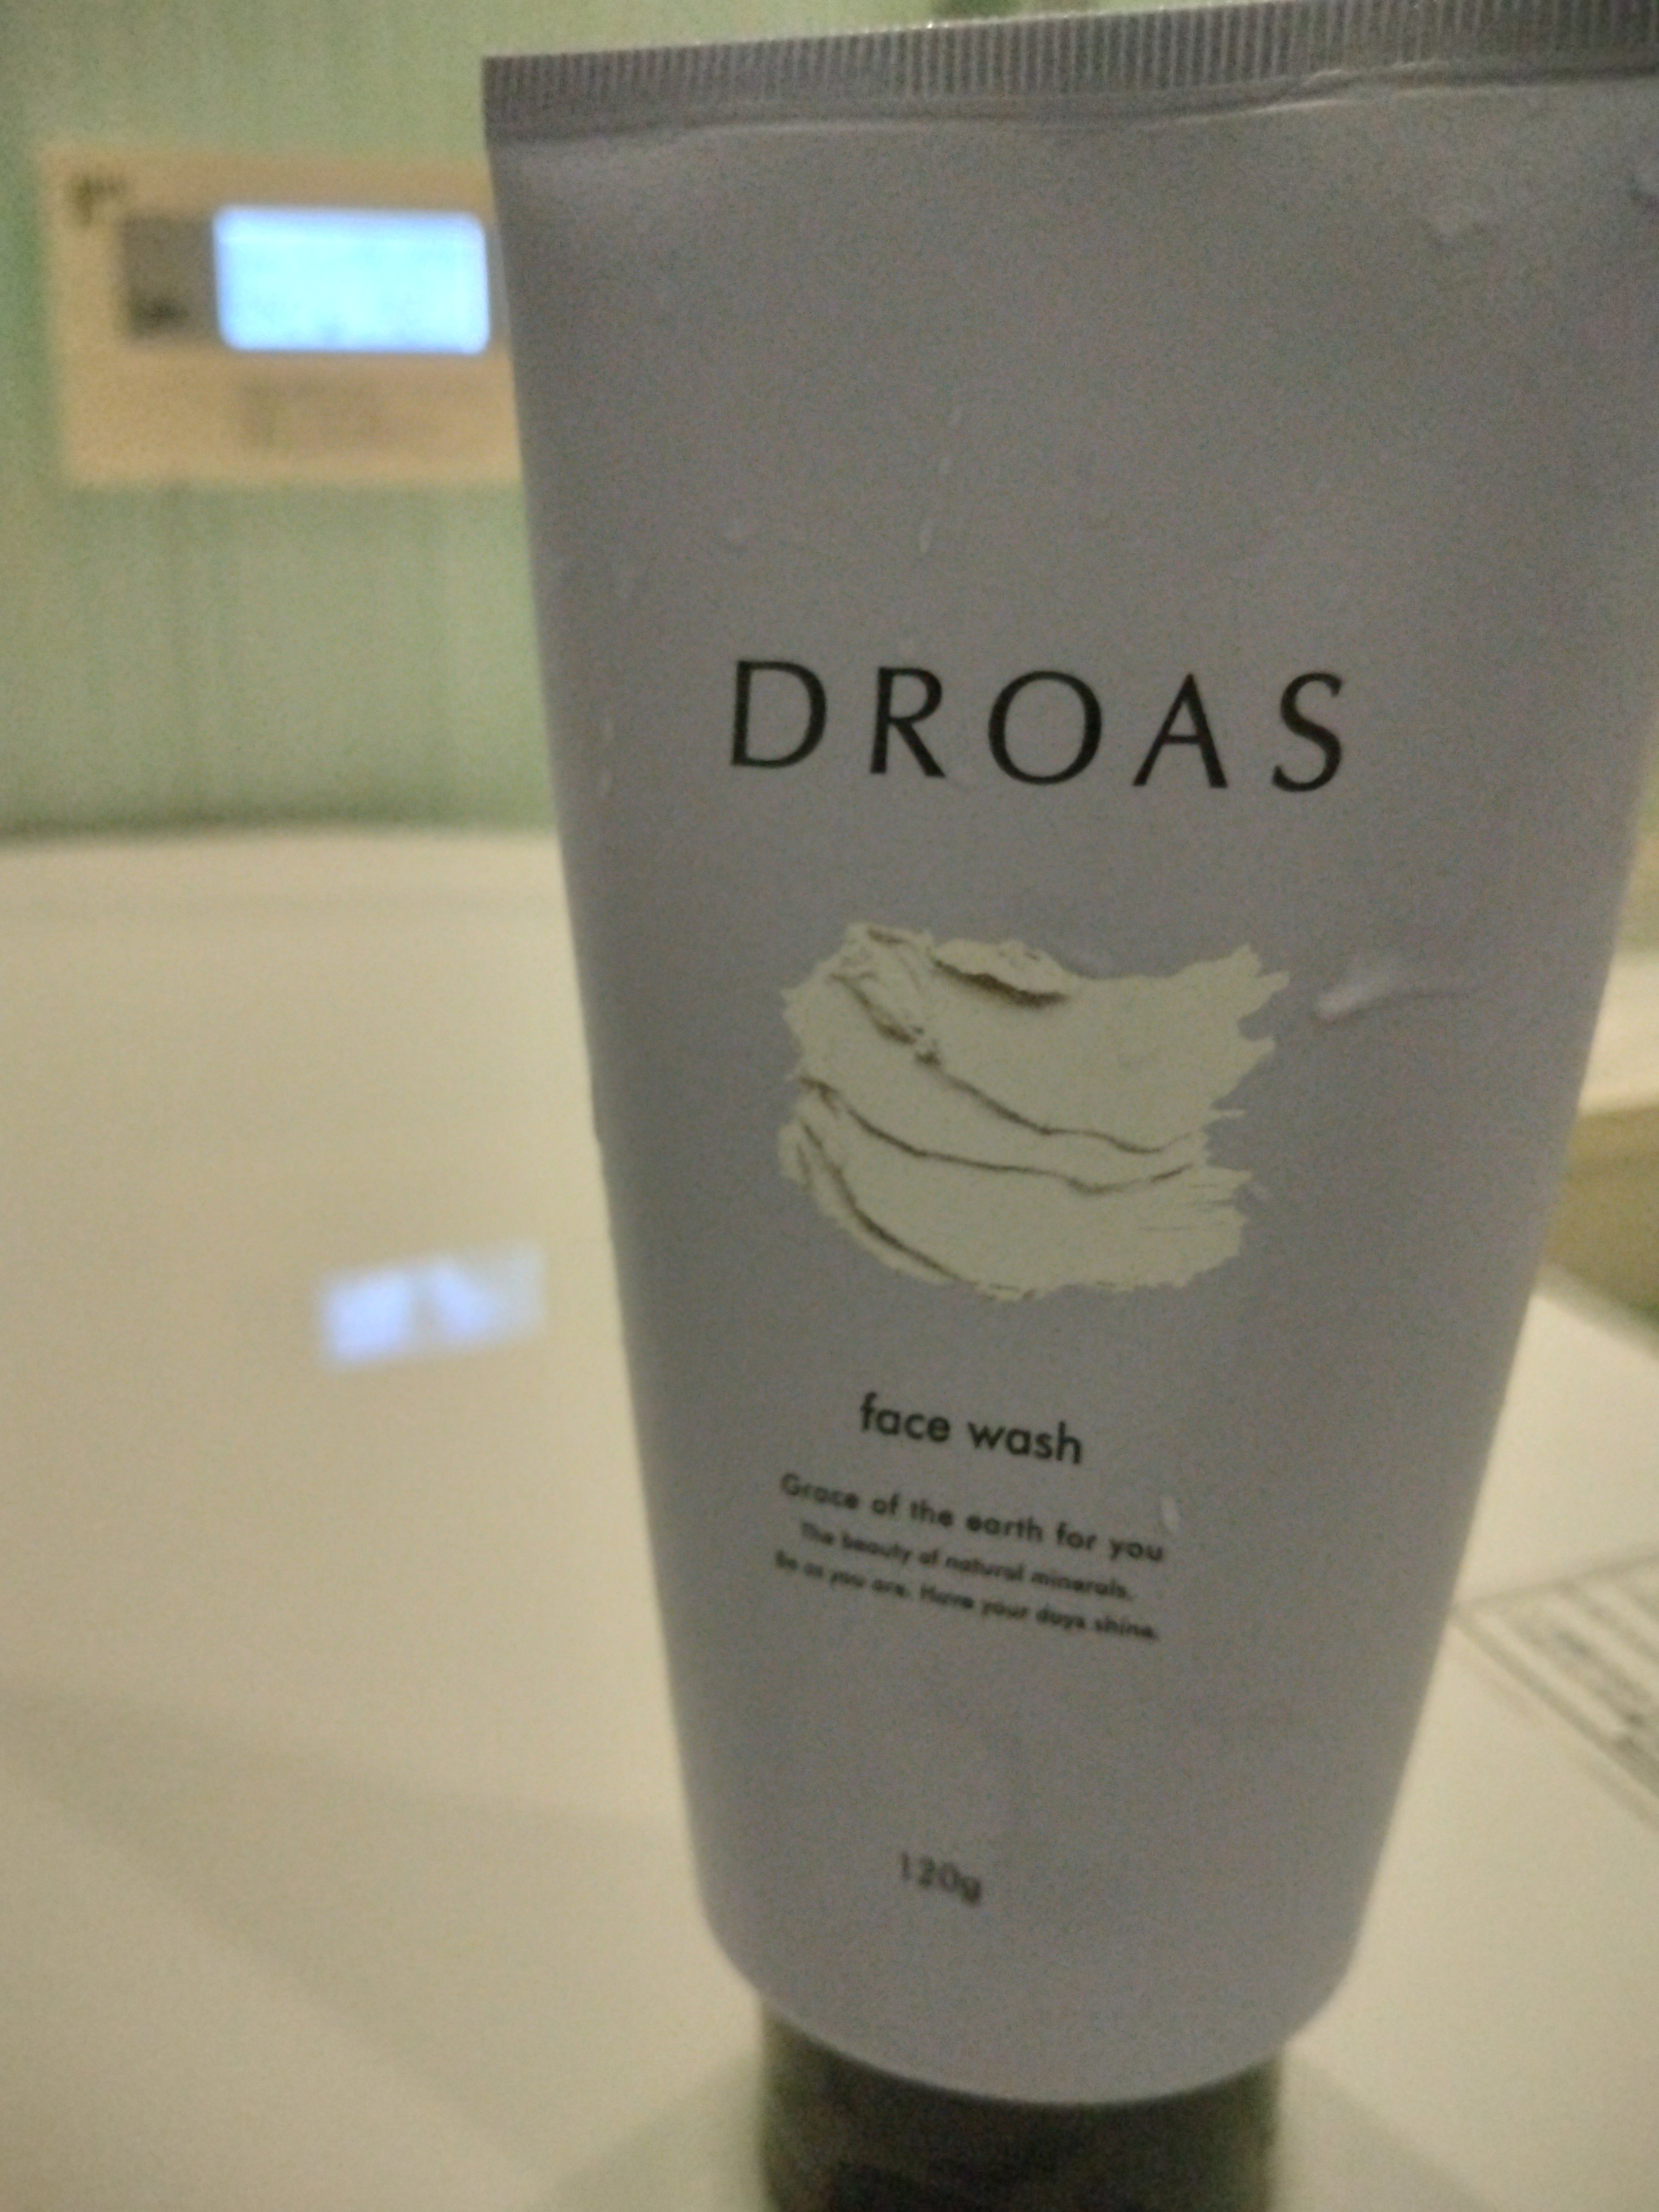 DROAS
face wash
Grace of the earth for you
The beauty of natural minerals.
Be as you are. Have your days shine.
120g